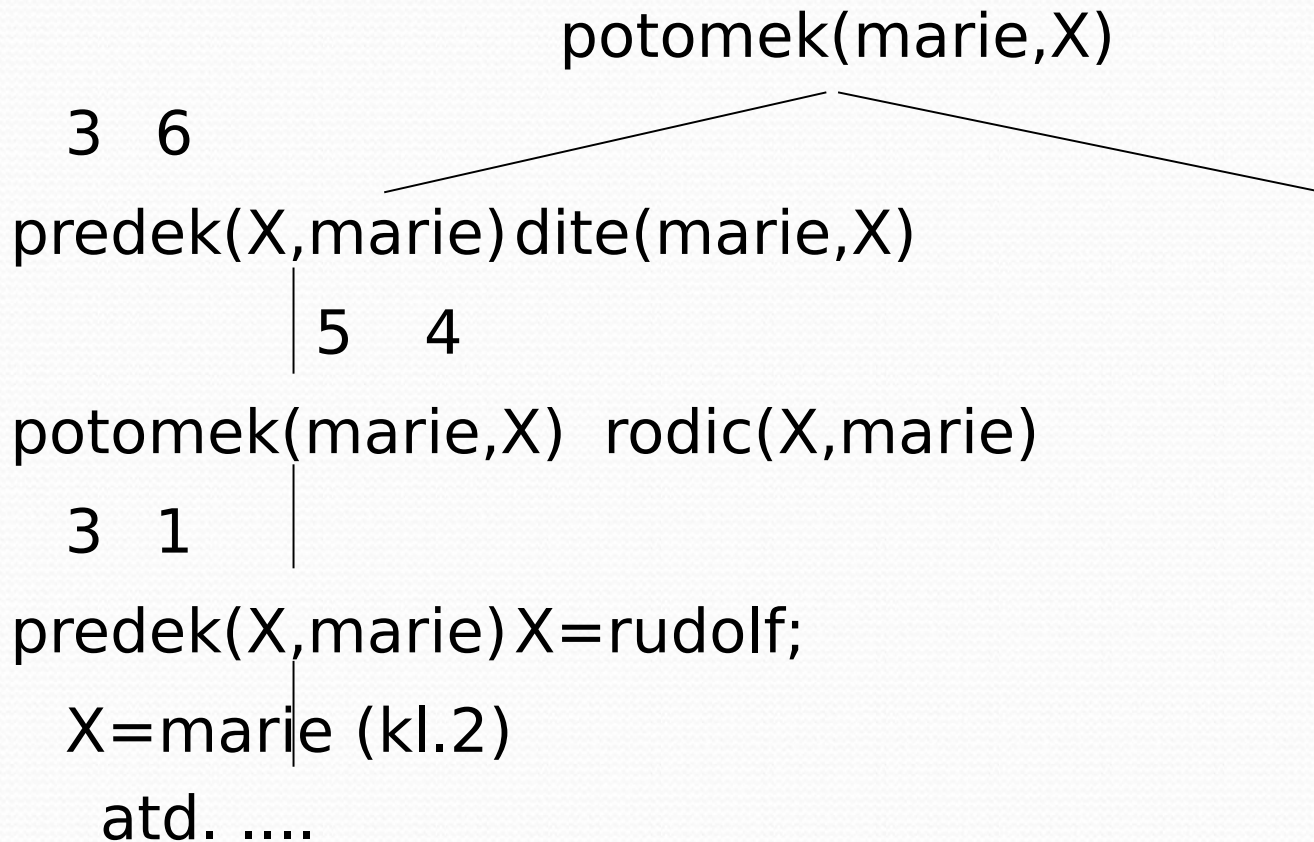 potomek(marie,X)
3 6
predek(X,marie) dite(marie,X)
5 4
potomek(marie,X) rodic(X,marie)
3 1
predek(X,marie) X=rudolf;
X=marie (kl.2)
atd. ....